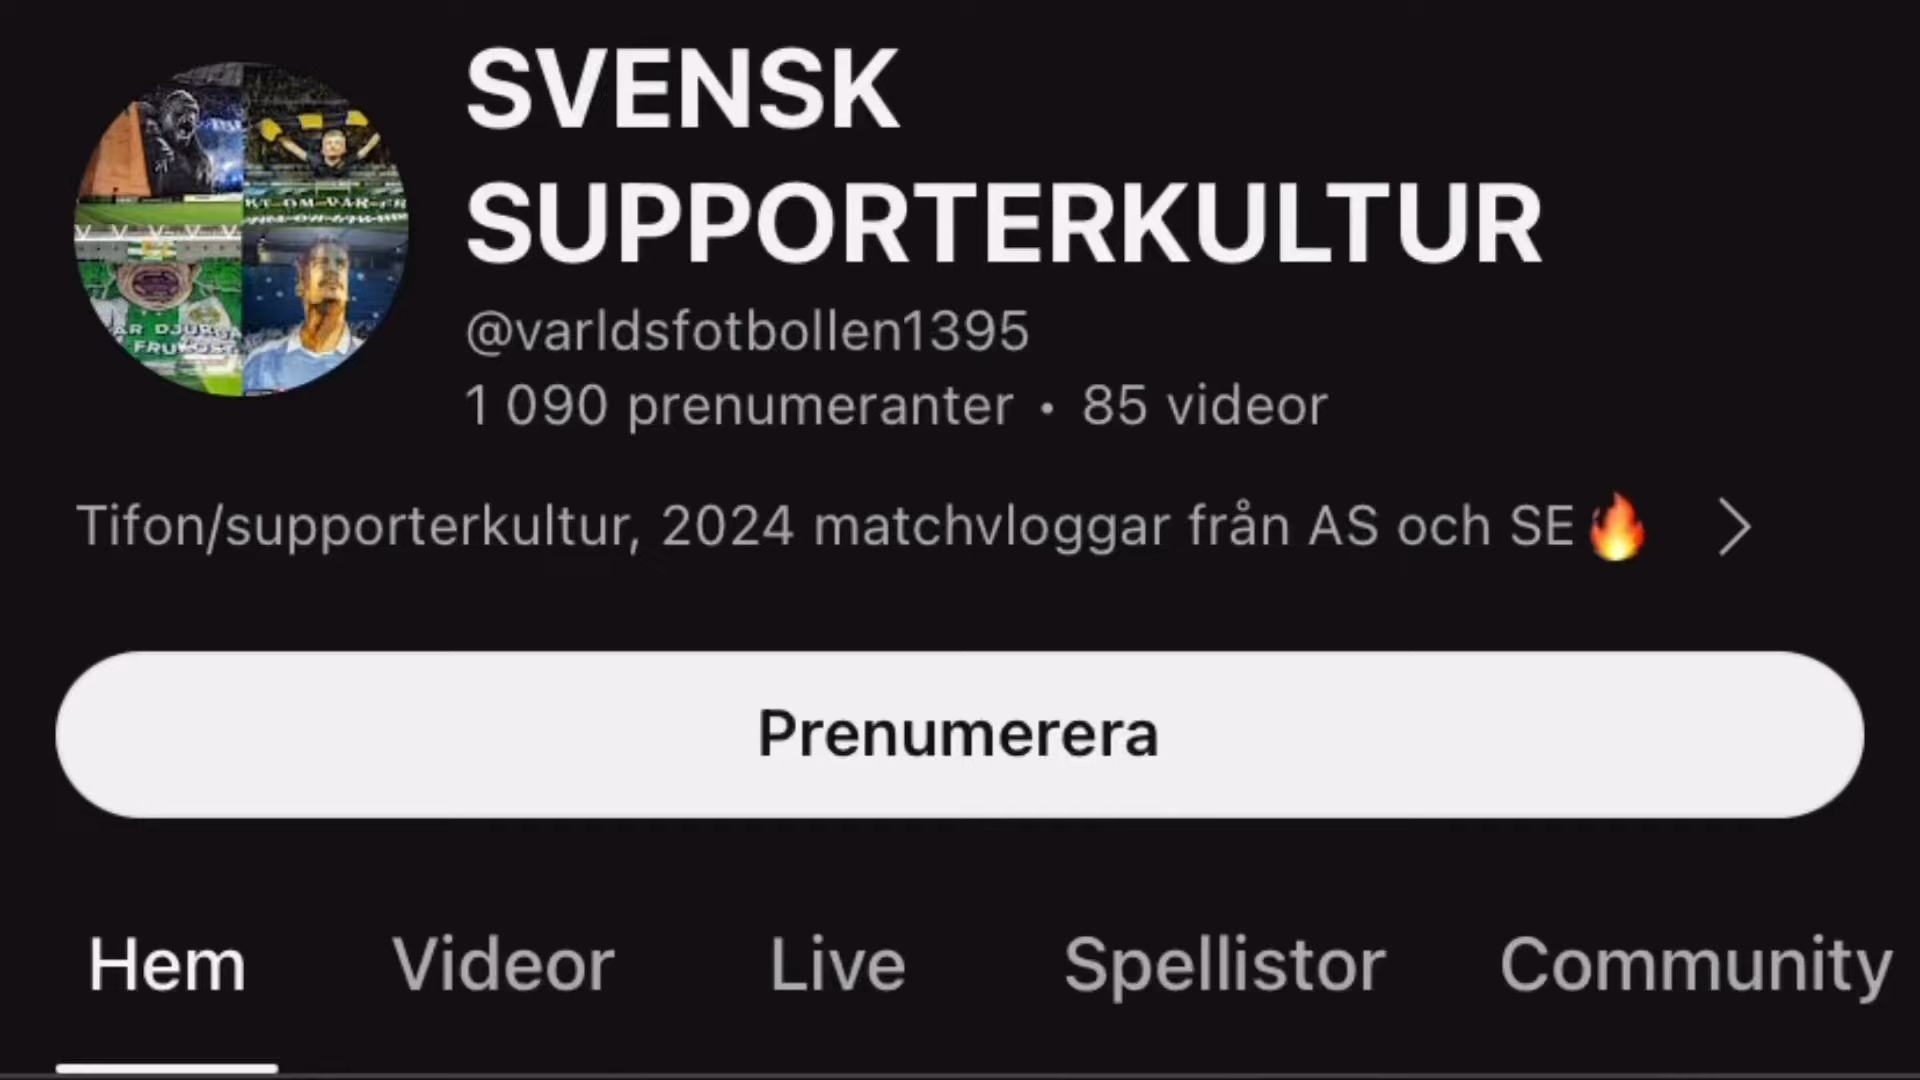 SVENSK
SUPPORTERKULTUR
@varldsfotbollen1395
1 090 prenumeranter • 85 videor
Tifon/supporterkultur, 2024 matchvloggar från AS och SE🔥
Prenumerera
Hem Videor Live Spellistor Community